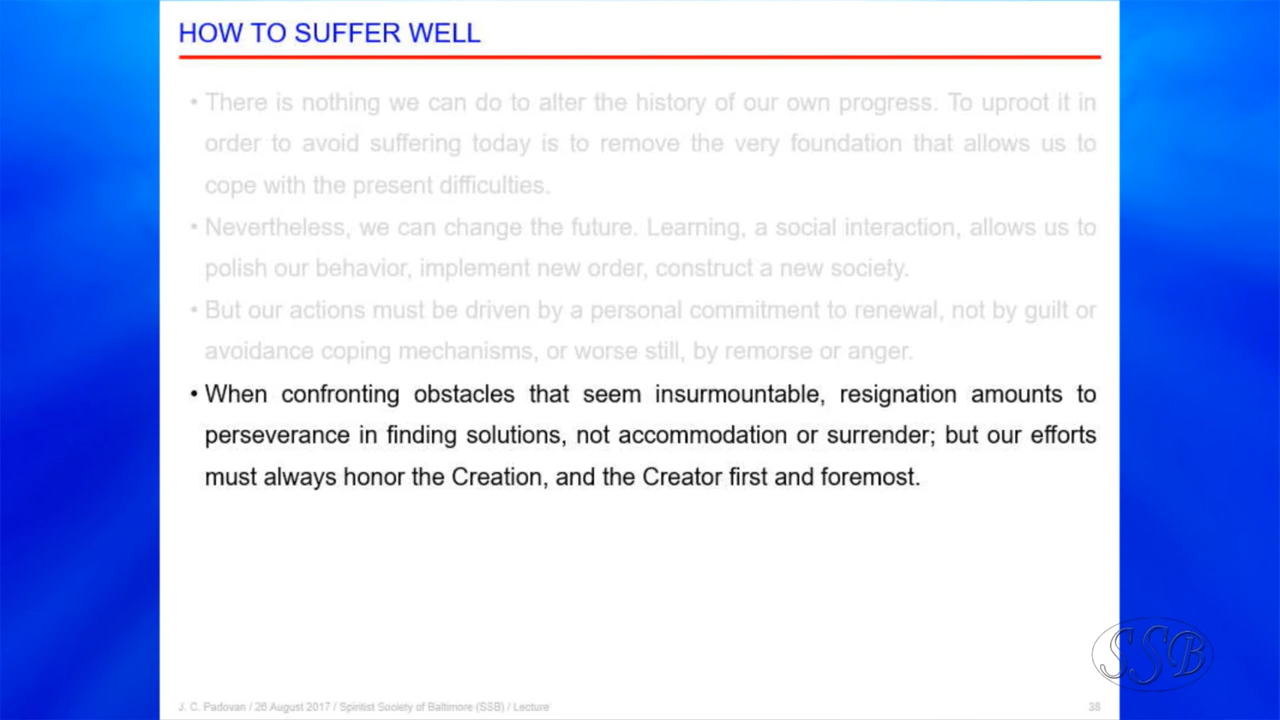 HOW TO SUFFER WELL
• There is nothing we can do to alter the history of our own progress. To uproot it in
order to avoid suffering today is to remove the very foundation that allows us to
cope with the present difficulties.
• Nevertheless, we can change the future. Learning, a social interaction, allows us to
polish our behavior, implement new order, construct a new society.
• But our actions must be driven by a personal commitment to renewal, not by guilt or
avoidance coping mechanisms, or worse still, by remorse or anger.
• When confronting obstacles that seem insurmountable, resignation amounts to
perseverance in finding solutions, not accommodation or surrender; but our efforts
must always honor the Creation, and the Creator first and foremost.
SSB
J. C. Padovan / 26 August 2017 / Spiritist Society of Baltimore (SSB) / Lecture
38